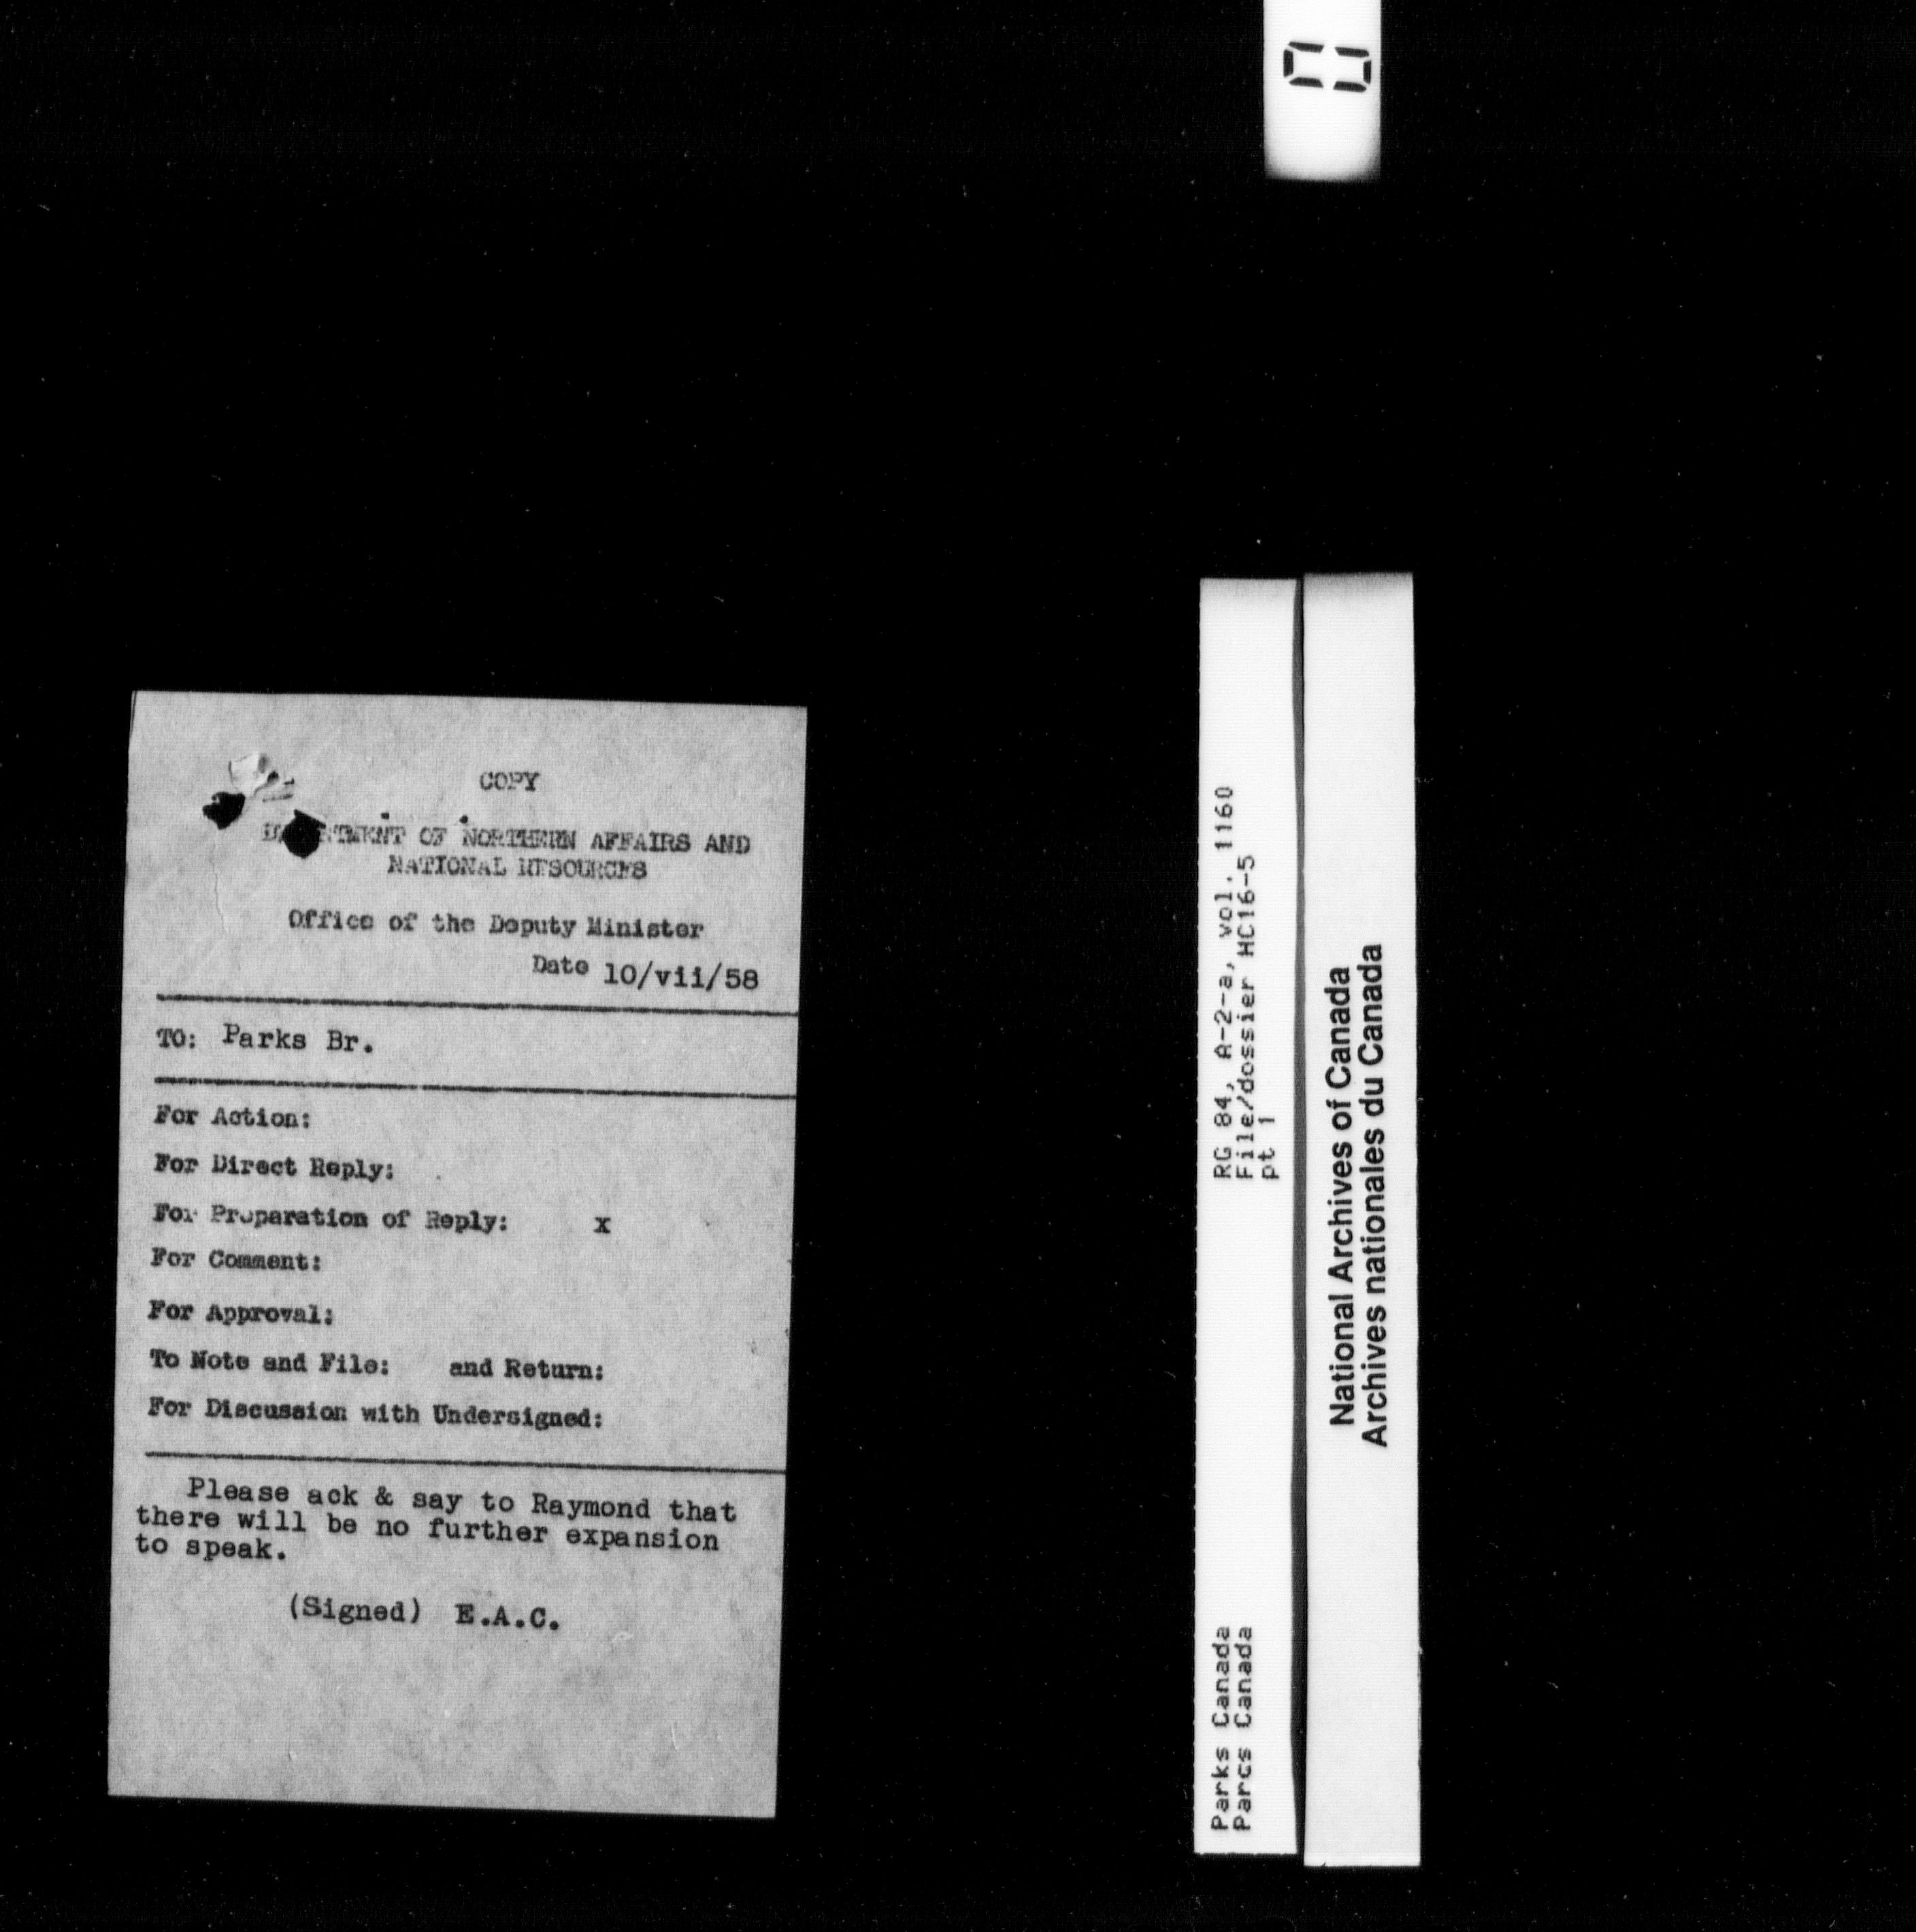 0
COPY
DEPARTMENT OF NORTHERN AFFAIRS AND
NATIONAL RESOURCES
Office of the Deputy Minister
Date 10/vii/58
TO: Parks Br.
For Action:
For Direct Reply:
For Preparation of Reply: x
For Comment:
For Approval:
To Note and File: and Return:
For Discussion with Undersigned:
Please ack & say to Raymond that
there will be no further expansion
to speak.
(Signed) E.A.C.
RG 84, A-2-a, vol. 1160
File/dossier HC16-5
pt 1
Parks Canada
Parcs Canada
National Archives of Canada
Archives nationales du Canada